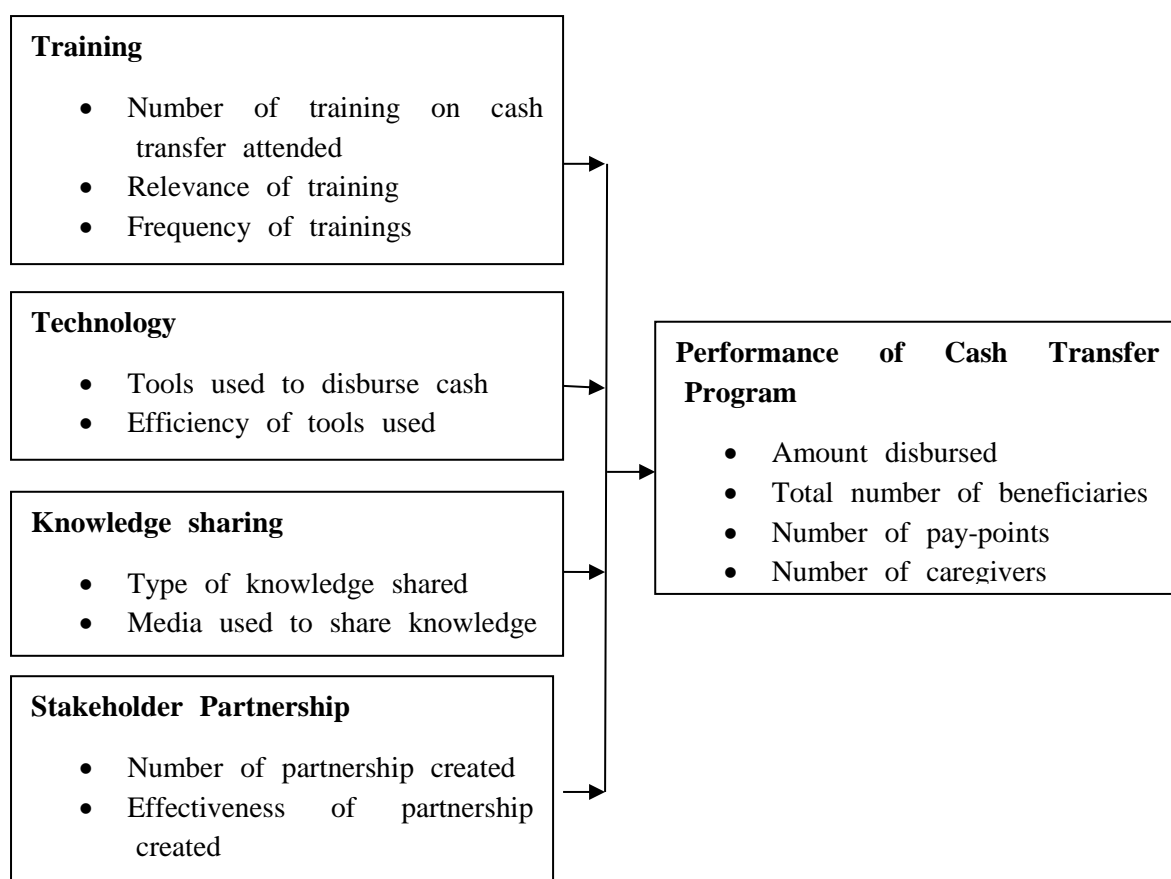 Training
• Number of training on cash
transfer attended
• Relevance of training
• Frequency of trainings
Technology
• Tools used to disburse cash
• Efficiency of tools used
Knowledge sharing
• Type of knowledge shared
• Media used to share knowledge
Stakeholder Partnership
• Number of partnership created
• Effectiveness of partnership
created
Performance of Cash Transfer
Program
• Amount disbursed
• Total number of beneficiaries
• Number of pay-points
• Number of caregivers